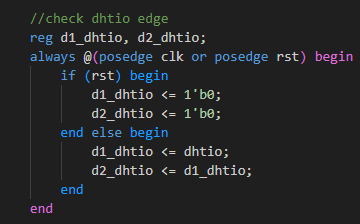 //check dhtio edge
reg d1_dhtio, d2_dhtio;
always @(posedge clk or posedge rst) begin
    if (rst) begin
        d1_dhtio <= 1'b0;
        d2_dhtio <= 1'b0;
    end else begin
        d1_dhtio <= dhtio;
        d2_dhtio <= d1_dhtio;
    end
end